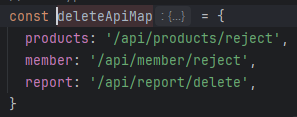 const deleteApiMap : {...} = {
products: '/api/products/reject',
member: '/api/member/reject',
report: '/api/report/delete',
}